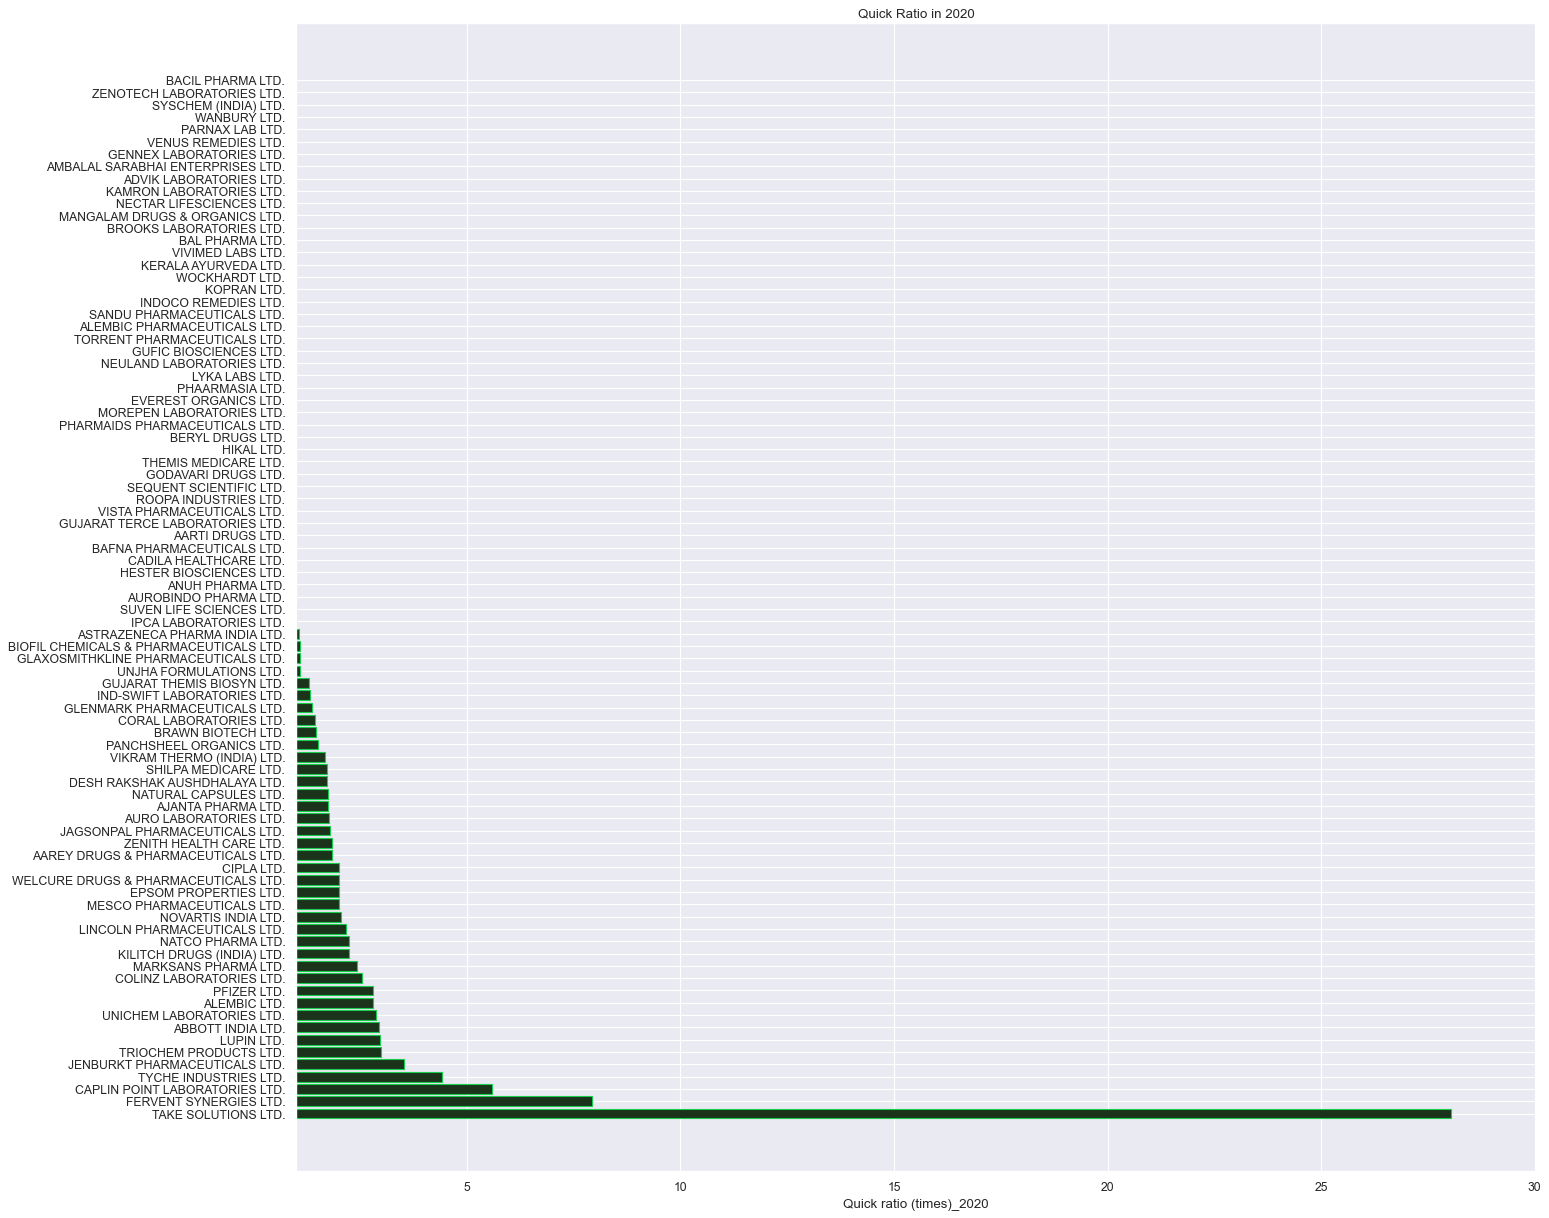 Quick Ratio in 2020
BACIL PHARMA LTD.
ZENOTECH LABORATORIES LTD.
SYSCHEM (INDIA) LTD.
WANBURY LTD.
PARNAX LAB LTD.
VENUS REMEDIES LTD.
GENNEX LABORATORIES LTD.
AMBALAL SARABHAI ENTERPRISES LTD.
ADVIK LABORATORIES LTD.
KAMRON LABORATORIES LTD.
NECTAR LIFESCIENCES LTD.
MANGALAM DRUGS & ORGANICS LTD.
BROOKS LABORATORIES LTD.
BAL PHARMA LTD.
VIVIMED LABS LTD.
KERALA AYURVEDA LTD.
WOCKHARDT LTD.
KOPRAN LTD.
INDOCO REMEDIES LTD.
SANDU PHARMACEUTICALS LTD.
ALEMBIC PHARMACEUTICALS LTD.
TORRENT PHARMACEUTICALS LTD.
GUFIC BIOSCIENCES LTD.
NEULAND LABORATORIES LTD.
LYKA LABS LTD.
PHAARMASIA LTD.
EVEREST ORGANICS LTD.
MOREPEN LABORATORIES LTD.
PHARMAIDS PHARMACEUTICALS LTD.
BERYL DRUGS LTD.
HIKAL LTD.
THEMIS MEDICARE LTD.
GODAVARI DRUGS LTD.
SEQUENT SCIENTIFIC LTD.
ROOPA INDUSTRIES LTD.
VISTA PHARMACEUTICALS LTD.
GUJARAT TERCE LABORATORIES LTD.
AARTI DRUGS LTD.
BAFNA PHARMACEUTICALS LTD.
CADILA HEALTHCARE LTD.
HESTER BIOSCIENCES LTD.
ANUH PHARMA LTD.
AUROBINDO PHARMA LTD.
SUVEN LIFE SCIENCES LTD.
IPCA LABORATORIES LTD.
ASTRAZENECA PHARMA INDIA LTD.
BIOFIL CHEMICALS & PHARMACEUTICALS LTD.
GLAXOSMITHKLINE PHARMACEUTICALS LTD.
UNJHA FORMULATIONS LTD.
GUJARAT THEMIS BIOSYN LTD.
IND-SWIFT LABORATORIES LTD.
GLENMARK PHARMACEUTICALS LTD.
CORAL LABORATORIES LTD.
BRAWN BIOTECH LTD.
PANCHSHEEL ORGANICS LTD.
VIKRAM THERMO (INDIA) LTD.
SHILPA MEDICARE LTD.
DESH RAKSHAK AUSHDHALAYA LTD.
NATURAL CAPSULES LTD.
AJANTA PHARMA LTD.
AURO LABORATORIES LTD.
JAGSONPAL PHARMACEUTICALS LTD.
ZENITH HEALTH CARE LTD.
AAREY DRUGS & PHARMACEUTICALS LTD.
CIPLA LTD.
WELCURE DRUGS & PHARMACEUTICALS LTD.
EPSOM PROPERTIES LTD.
MESCO PHARMACEUTICALS LTD.
NOVARTIS INDIA LTD.
LINCOLN PHARMACEUTICALS LTD.
NATCO PHARMA LTD.
KILITCH DRUGS (INDIA) LTD.
MARKSANS PHARMA LTD.
COLINZ LABORATORIES LTD.
PFIZER LTD.
ALEMBIC LTD.
UNICHEM LABORATORIES LTD.
ABBOTT INDIA LTD.
LUPIN LTD.
TRIOCHEM PRODUCTS LTD.
JENBURKT PHARMACEUTICALS LTD.
TYCHE INDUSTRIES LTD.
CAPLIN POINT LABORATORIES LTD.
FERVENT SYNERGIES LTD.
TAKE SOLUTIONS LTD.
5 10 15 20 25 30
Quick ratio (times)_2020